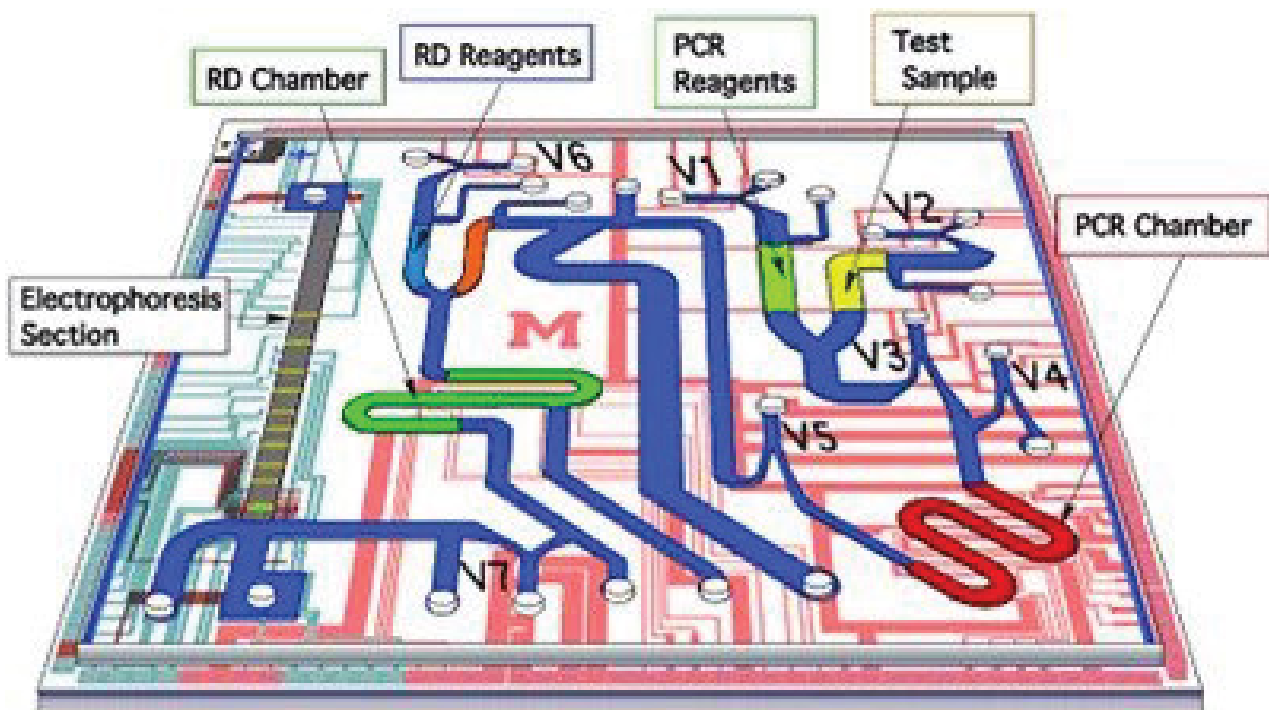 RD Chamber
RD Reagents
PCR
Reagents
Test
Sample
PCR Chamber
Electrophoresis
Section
V6
V1
V2
V3
V4
V5
V7
M